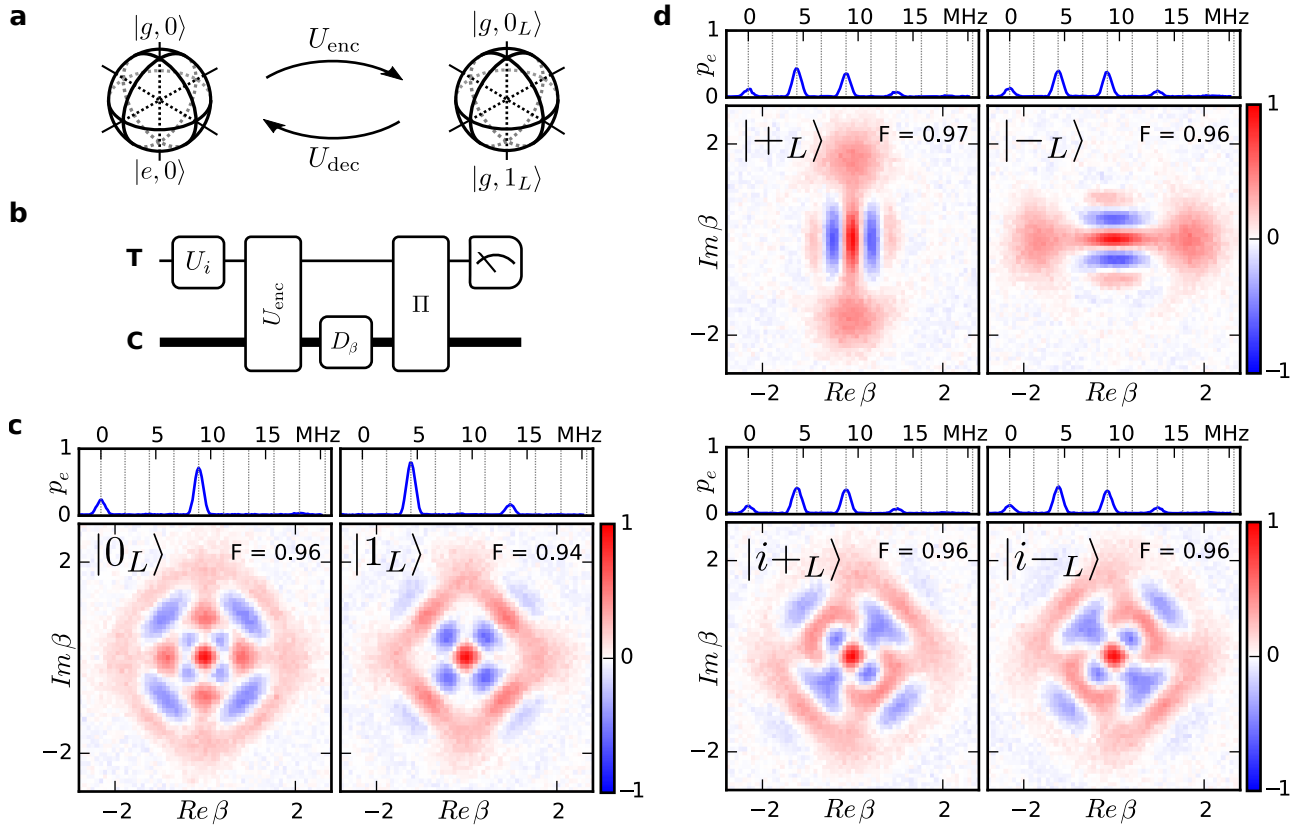 a
|g, 0⟩
|e, 0⟩
U_enc
U_dec
|g, 0_L⟩
|g, 1_L⟩
b
T
U_i
U_enc
D_β
Π
C
c
0 5 10 15 MHz
0 5 10 15 MHz
1
p_e
0
|0_L⟩ F = 0.96
|1_L⟩ F = 0.94
2
Im β
−2
−2 Re β 2
−2 Re β 2
1
0
−1
d
0 5 10 15 MHz
0 5 10 15 MHz
1
p_e
0
|+_L⟩ F = 0.97
|−_L⟩ F = 0.96
2
Im β
−2
−2 Re β 2
−2 Re β 2
1
0
−1
0 5 10 15 MHz
0 5 10 15 MHz
1
p_e
0
|i+_L⟩ F = 0.96
|i−_L⟩ F = 0.96
2
Im β
−2
−2 Re β 2
−2 Re β 2
1
0
−1